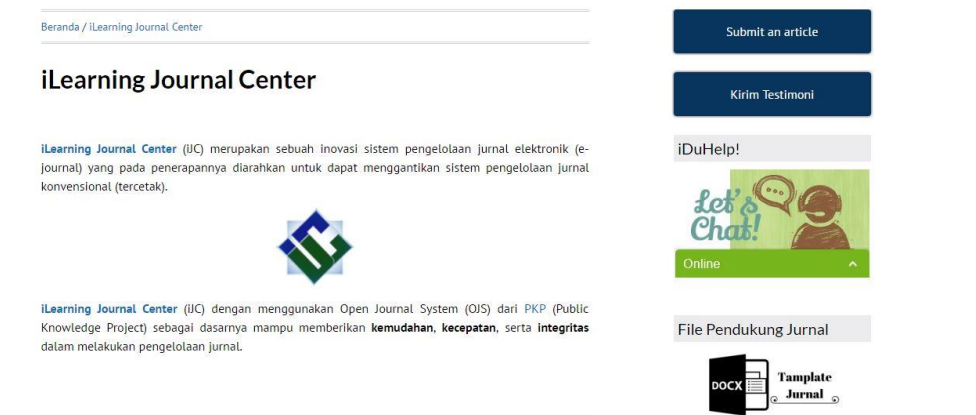 Beranda / iLearning Journal Center
iLearning Journal Center
iLearning Journal Center (iJC) merupakan sebuah inovasi sistem pengelolaan jurnal elektronik (e-
journal) yang pada penerapannya diarahkan untuk dapat menggantikan sistem pengelolaan jurnal
konvensional (tercetak).
iLearning Journal Center (iJC) dengan menggunakan Open Journal System (OJS) dari PKP (Public
Knowledge Project) sebagai dasarnya mampu memberikan kemudahan, kecepatan, serta integritas
dalam melakukan pengelolaan jurnal.
Submit an article
Kirim Testimoni
iDuHelp!
Let's
Chat!
Online
File Pendukung Jurnal
DOCX
Tamplate
Jurnal